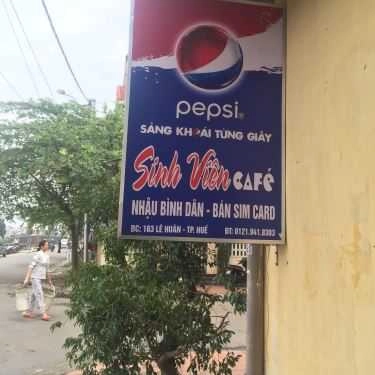 pepsi®
SẢNG KHOÁI TỪNG GIÂY
Sinh Viên CAFÉ
NHẬU BÌNH DÂN - BÁN SIM CARD
ĐC: 163 LÊ HUÂN - TP. HUẾ ĐT: 0121.941.8393